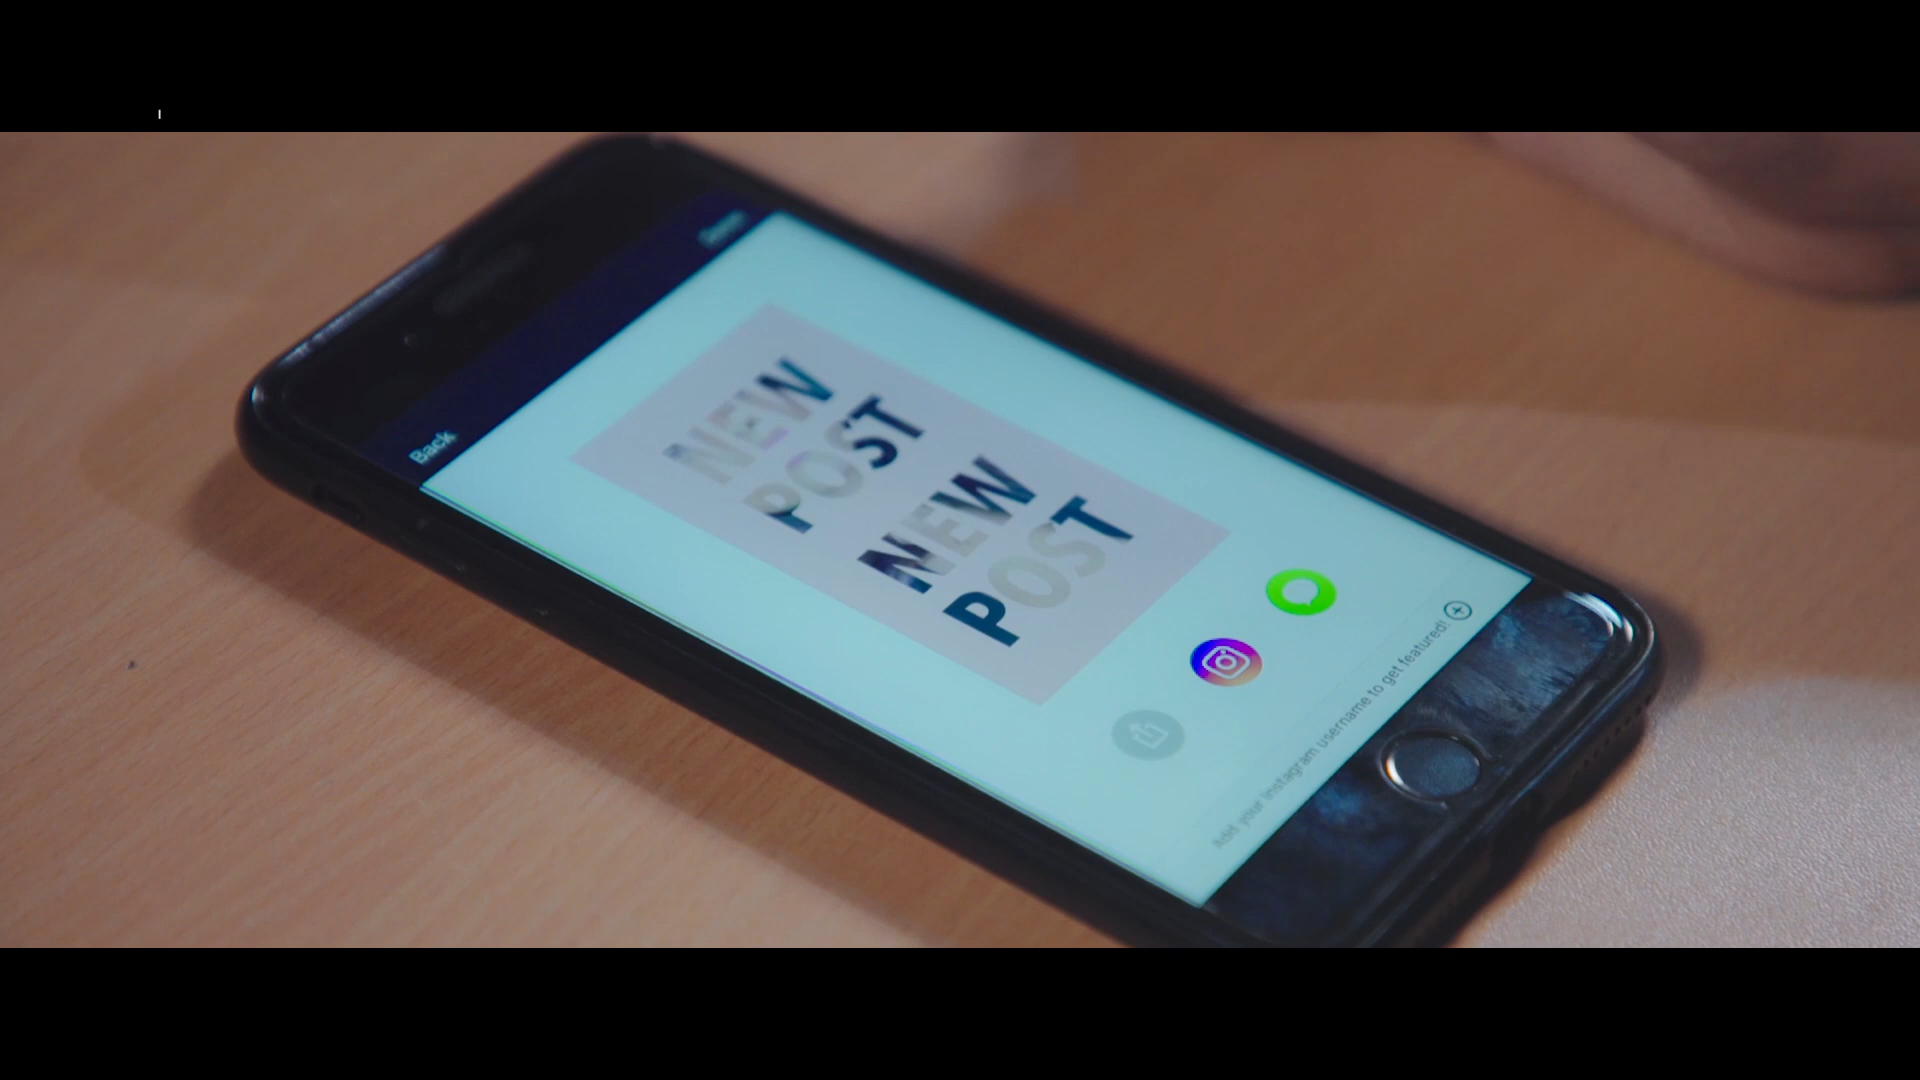 Back
NEW
POST
NEW
POST
Add your Instagram username to get featured!